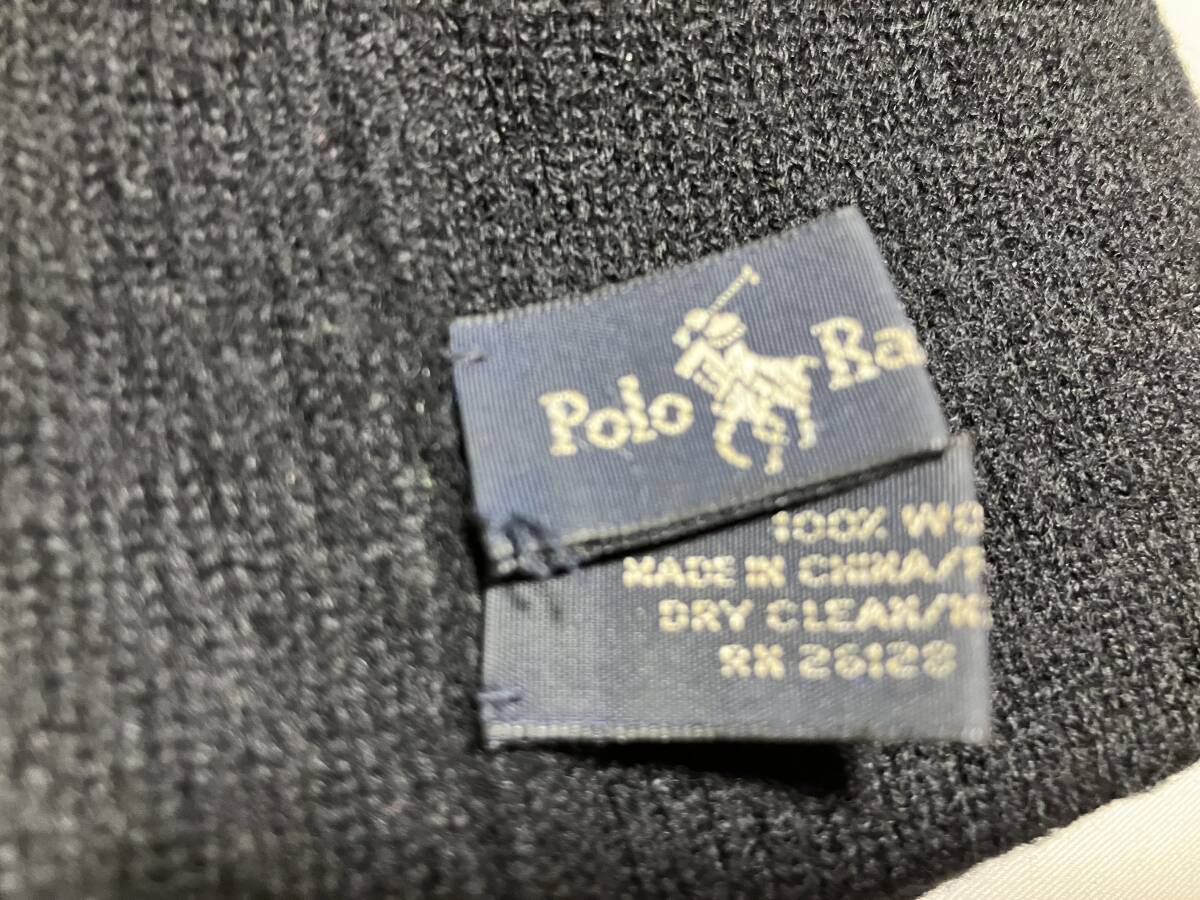 Polo Ra
100% WO
MADE IN CHINA/
DRY CLEAN/
RN 26128